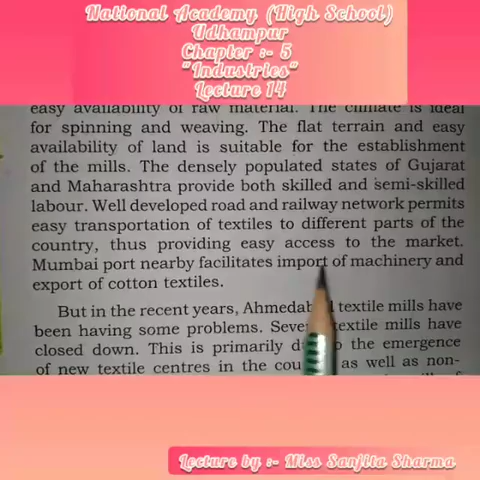 National Academy (High School)
Udhampur
Chapter :- 5
"Industries"
Lecture 14
easy availability of raw material. The climate is ideal
for spinning and weaving. The flat terrain and easy
availability of land is suitable for the establishment
of the mills. The densely populated states of Gujarat
and Maharashtra provide both skilled and semi-skilled
labour. Well developed road and railway network permits
easy transportation of textiles to different parts of the
country, thus providing easy access to the market.
Mumbai port nearby facilitates import of machinery and
export of cotton textiles.
But in the recent years, Ahmedabad textile mills have
been having some problems. Several textile mills have
closed down. This is primarily to the emergence
of new textile centres in the as well as non-
Lecture by :- Miss Sanjita Sharma